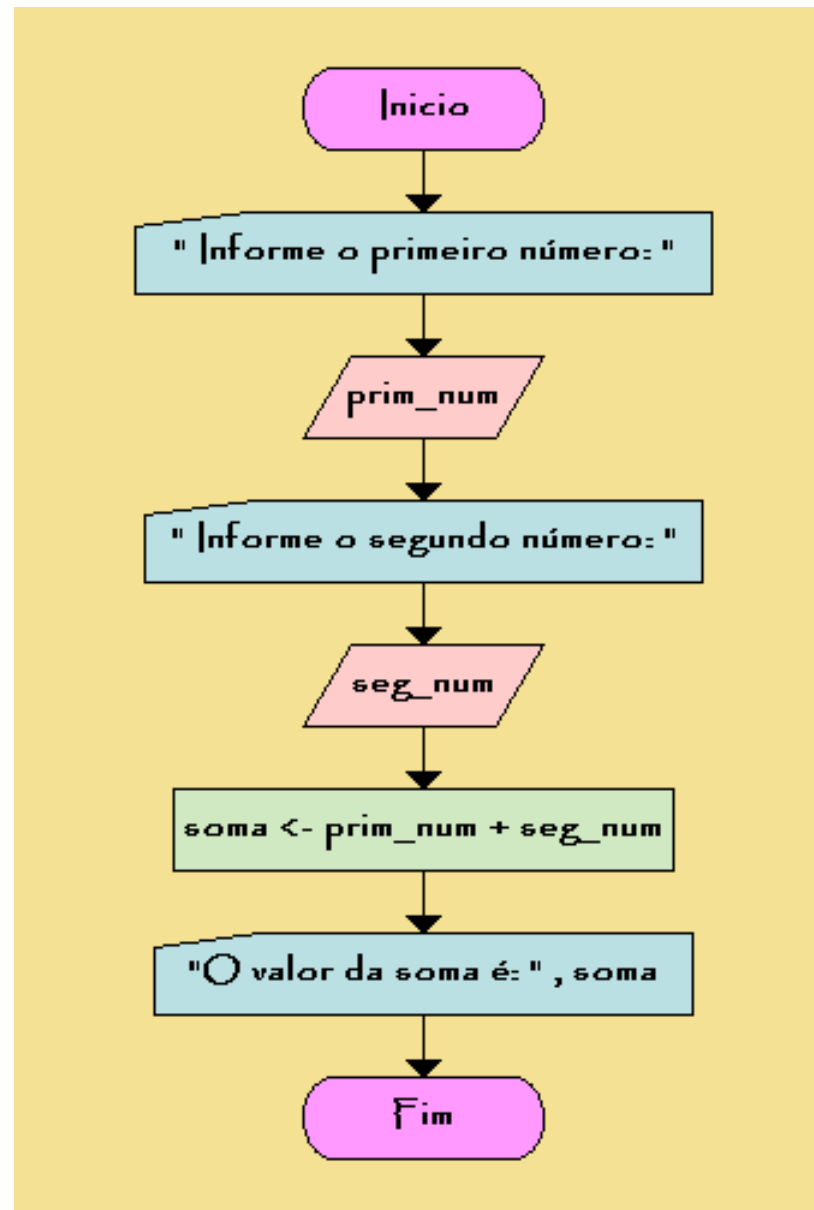 Inicio
" Informe o primeiro número: "
prim_num
" Informe o segundo número: "
seg_num
soma <- prim_num + seg_num
"O valor da soma é: " , soma
Fim